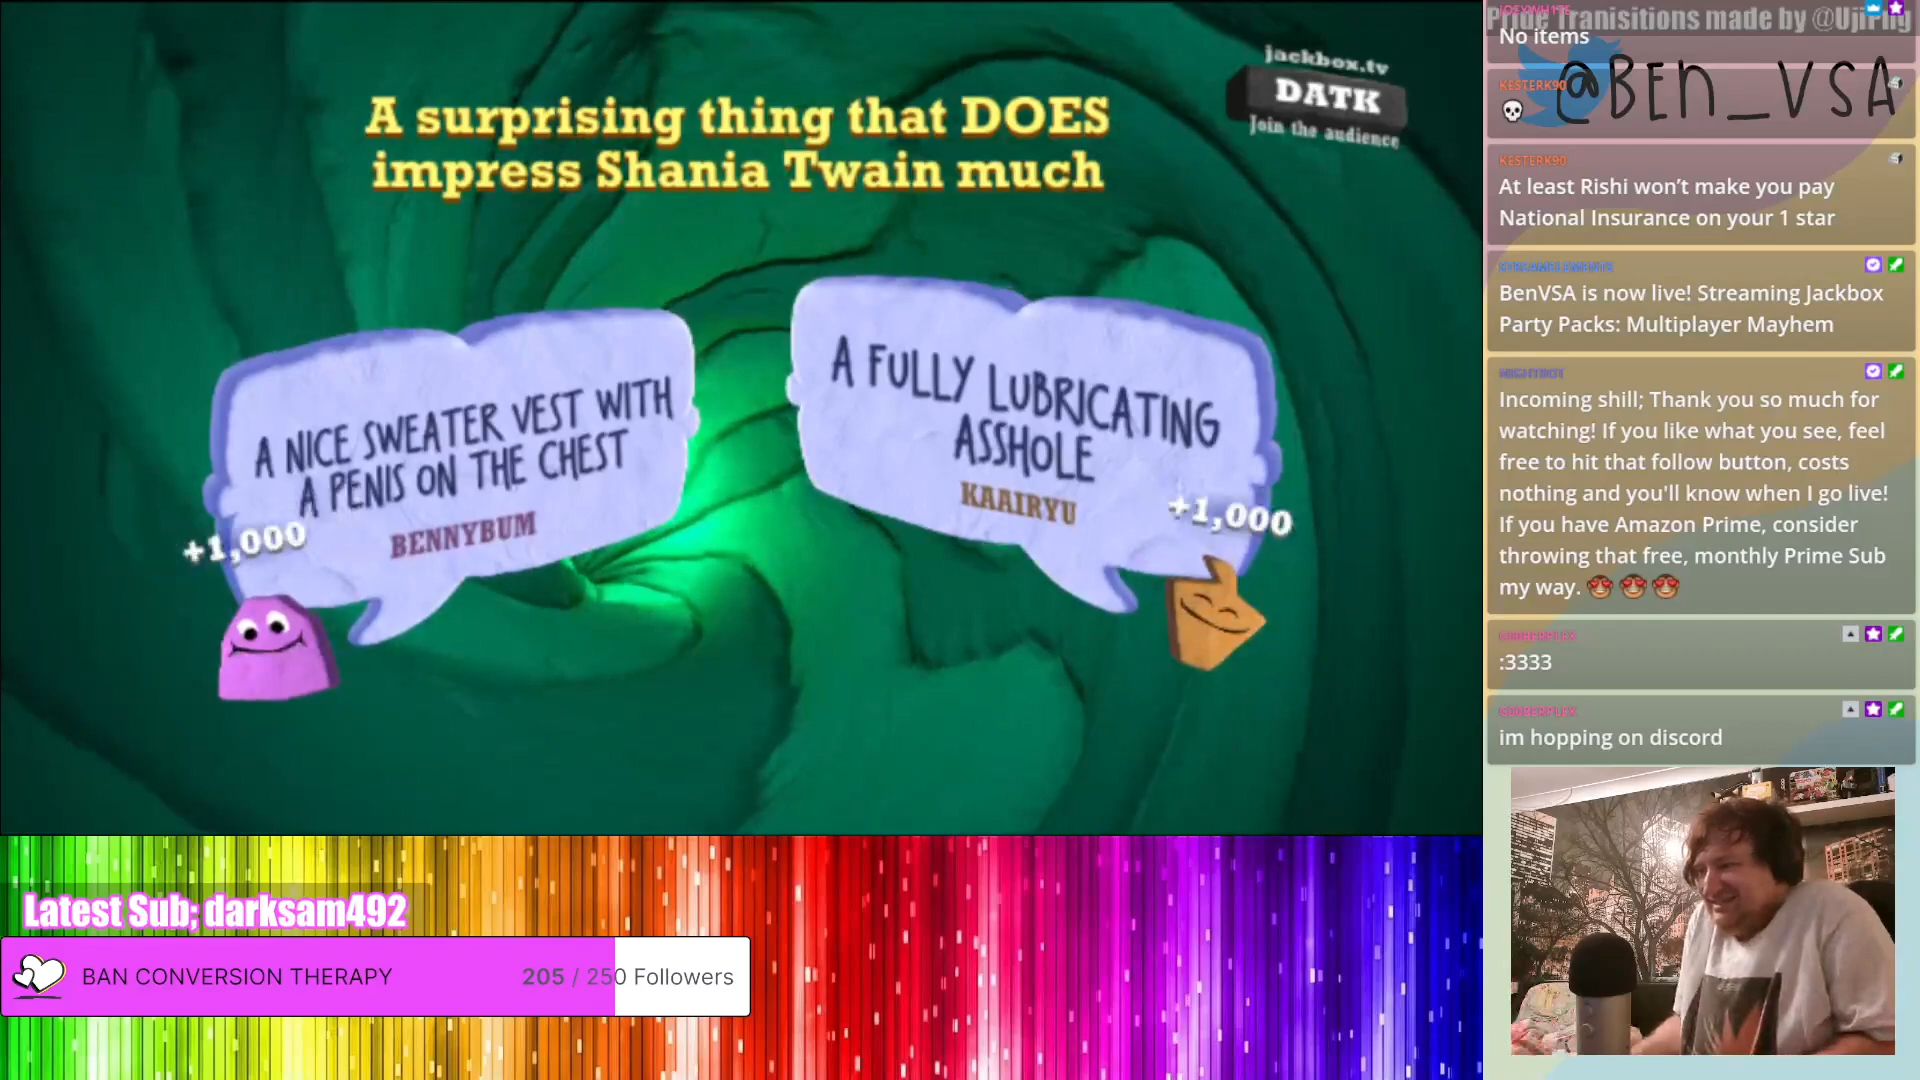 A surprising thing that DOES
impress Shania Twain much
jackbox.tv
DATK
Join the audience
A NICE SWEATER VEST WITH
A PENIS ON THE CHEST
BENNYBUM
+1,000
A FULLY LUBRICATING
ASSHOLE
KAAIRYU
+1,000
Latest Sub; darksam492
BAN CONVERSION THERAPY
205 / 250 Followers
Pride Tranisitions made by
No items
@BEN_VSA
KESTERK90
KESTERK90
At least Rishi won't make you pay
National Insurance on your 1 star
STREAMELEMENTS
BenVSA is now live! Streaming Jackbox
Party Packs: Multiplayer Mayhem
NIGHTBOT
Incoming shill; Thank you so much for
watching! If you like what you see, feel
free to hit that follow button, costs
nothing and you'll know when I go live!
If you have Amazon Prime, consider
throwing that free, monthly Prime Sub
my way.
:3333
im hopping on discord